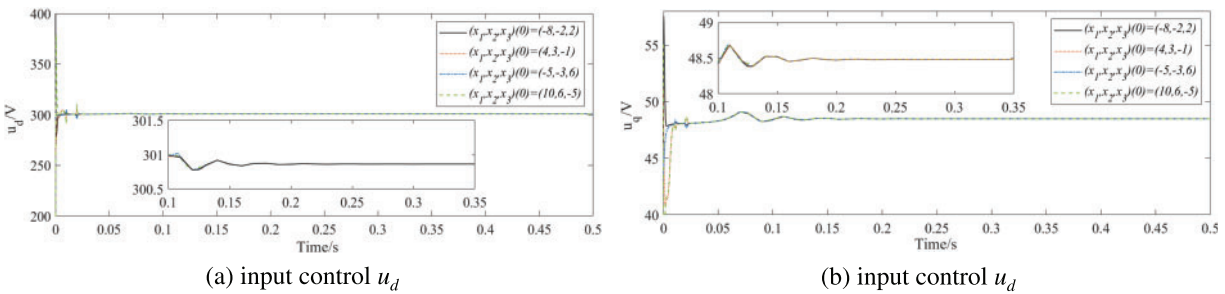 400
350
300
250
200
u_d/V
(x_1,x_2,x_3)(0)=(-8,-2,2)
(x_1,x_2,x_3)(0)=(4,3,-1)
(x_1,x_2,x_3)(0)=(-5,-3,6)
(x_1,x_2,x_3)(0)=(10,6,-5)
301.5
301
300.5
0.1 0.15 0.2 0.25 0.3 0.35
0 0.05 0.1 0.15 0.2 0.25 0.3 0.35 0.4 0.45 0.5
Time/s
(a) input control u_d
55
50
45
40
u_q/V
49
48.5
48
0.1 0.15 0.2 0.25 0.3 0.35
(x_1,x_2,x_3)(0)=(-8,-2,2)
(x_1,x_2,x_3)(0)=(4,3,-1)
(x_1,x_2,x_3)(0)=(-5,-3,6)
(x_1,x_2,x_3)(0)=(10,6,-5)
0 0.05 0.1 0.15 0.2 0.25 0.3 0.35 0.4 0.45 0.5
Time/s
(b) input control u_d